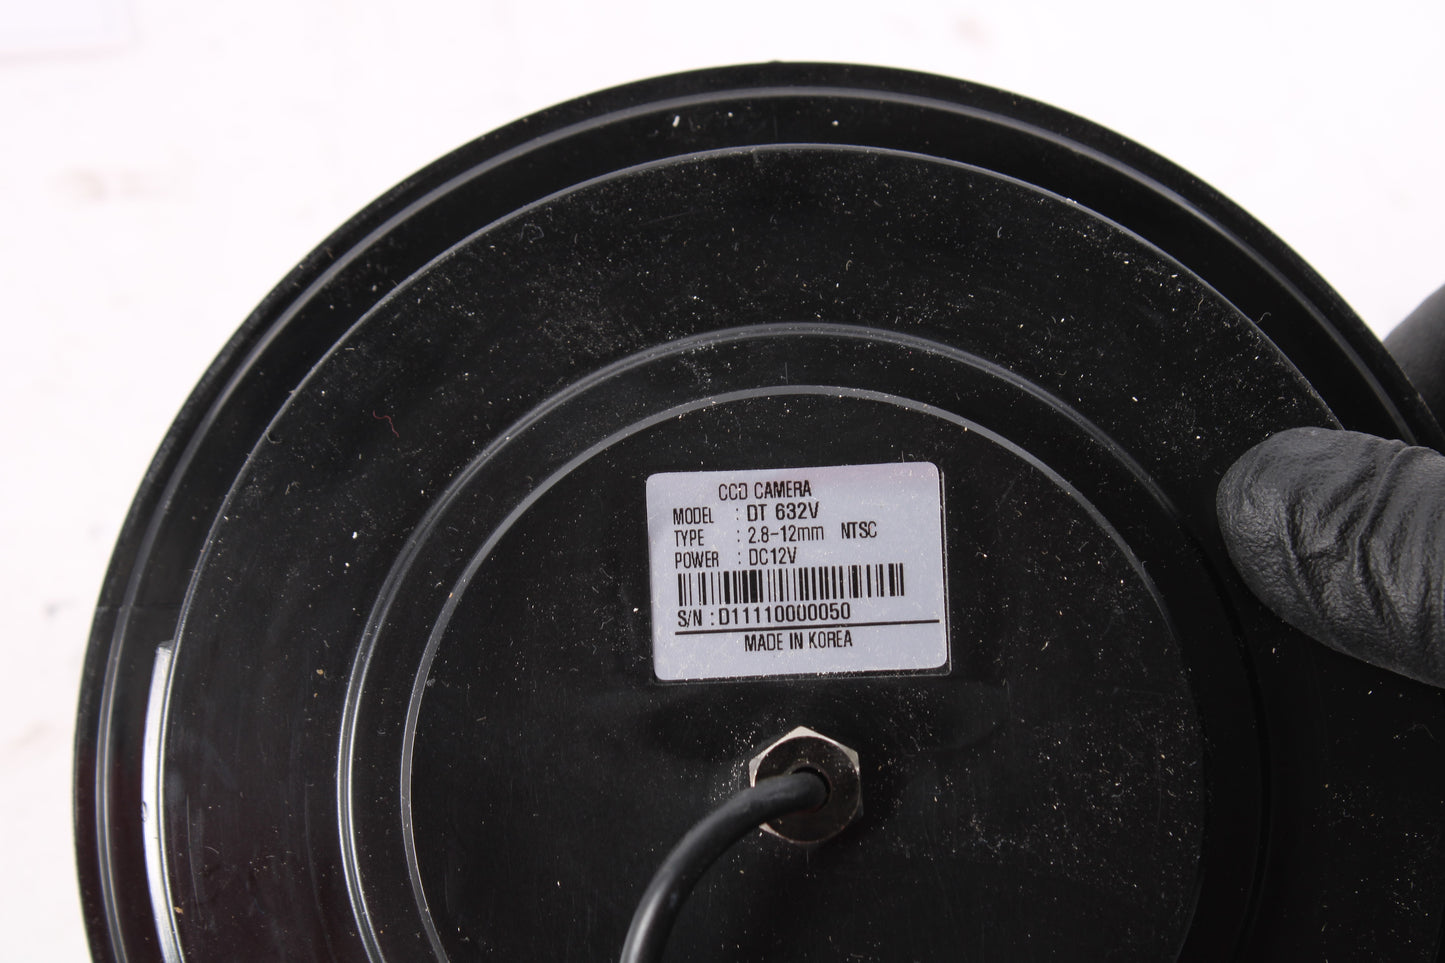 CCD CAMERA
MODEL : DT 632V
TYPE : 2.8-12mm NTSC
POWER : DC12V
S/N : D11110000050
MADE IN KOREA